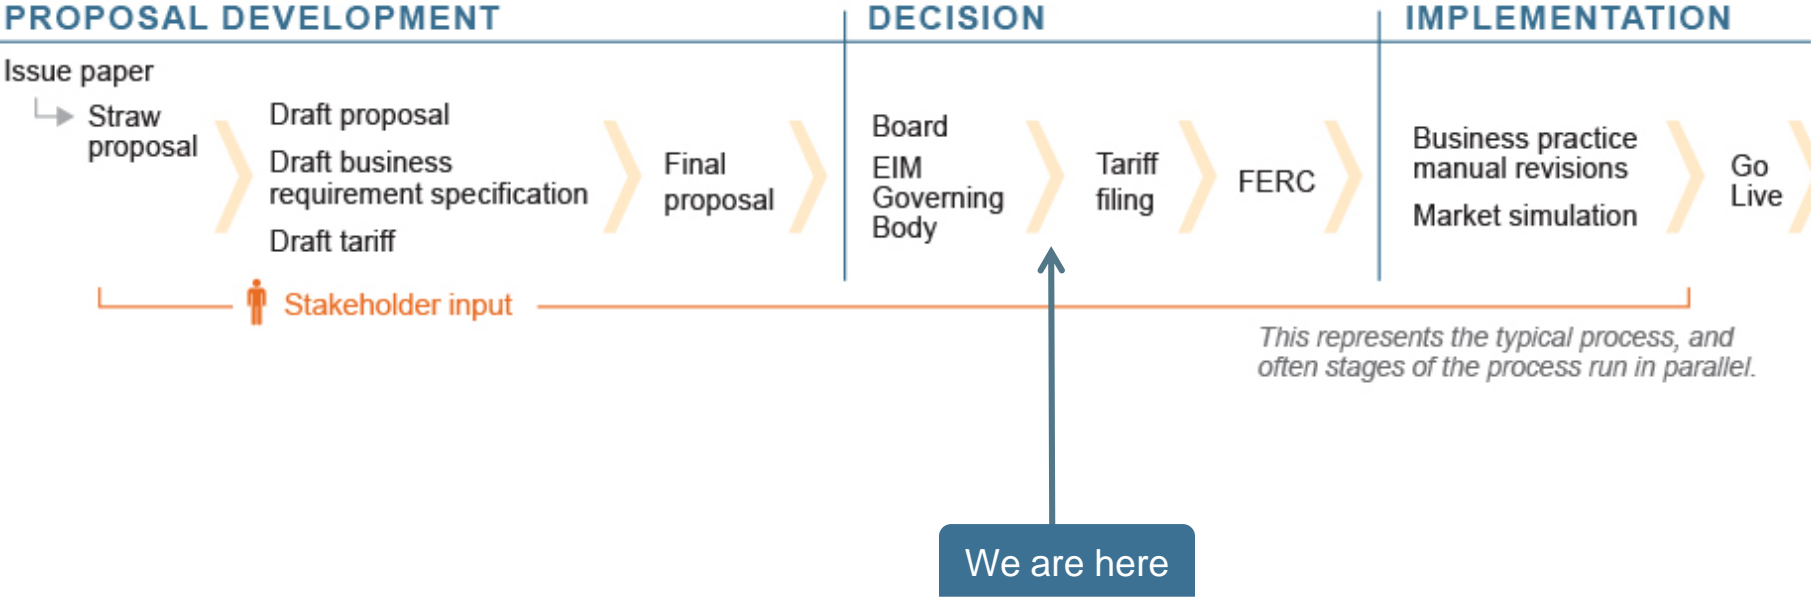 PROPOSAL DEVELOPMENT
DECISION
IMPLEMENTATION
Issue paper
Straw
proposal
Draft proposal
Draft business
requirement specification
Draft tariff
Final
proposal
Board
EIM
Governing
Body
Tariff
filing
FERC
Business practice
manual revisions
Market simulation
Go
Live
Stakeholder input
This represents the typical process, and
often stages of the process run in parallel.
We are here